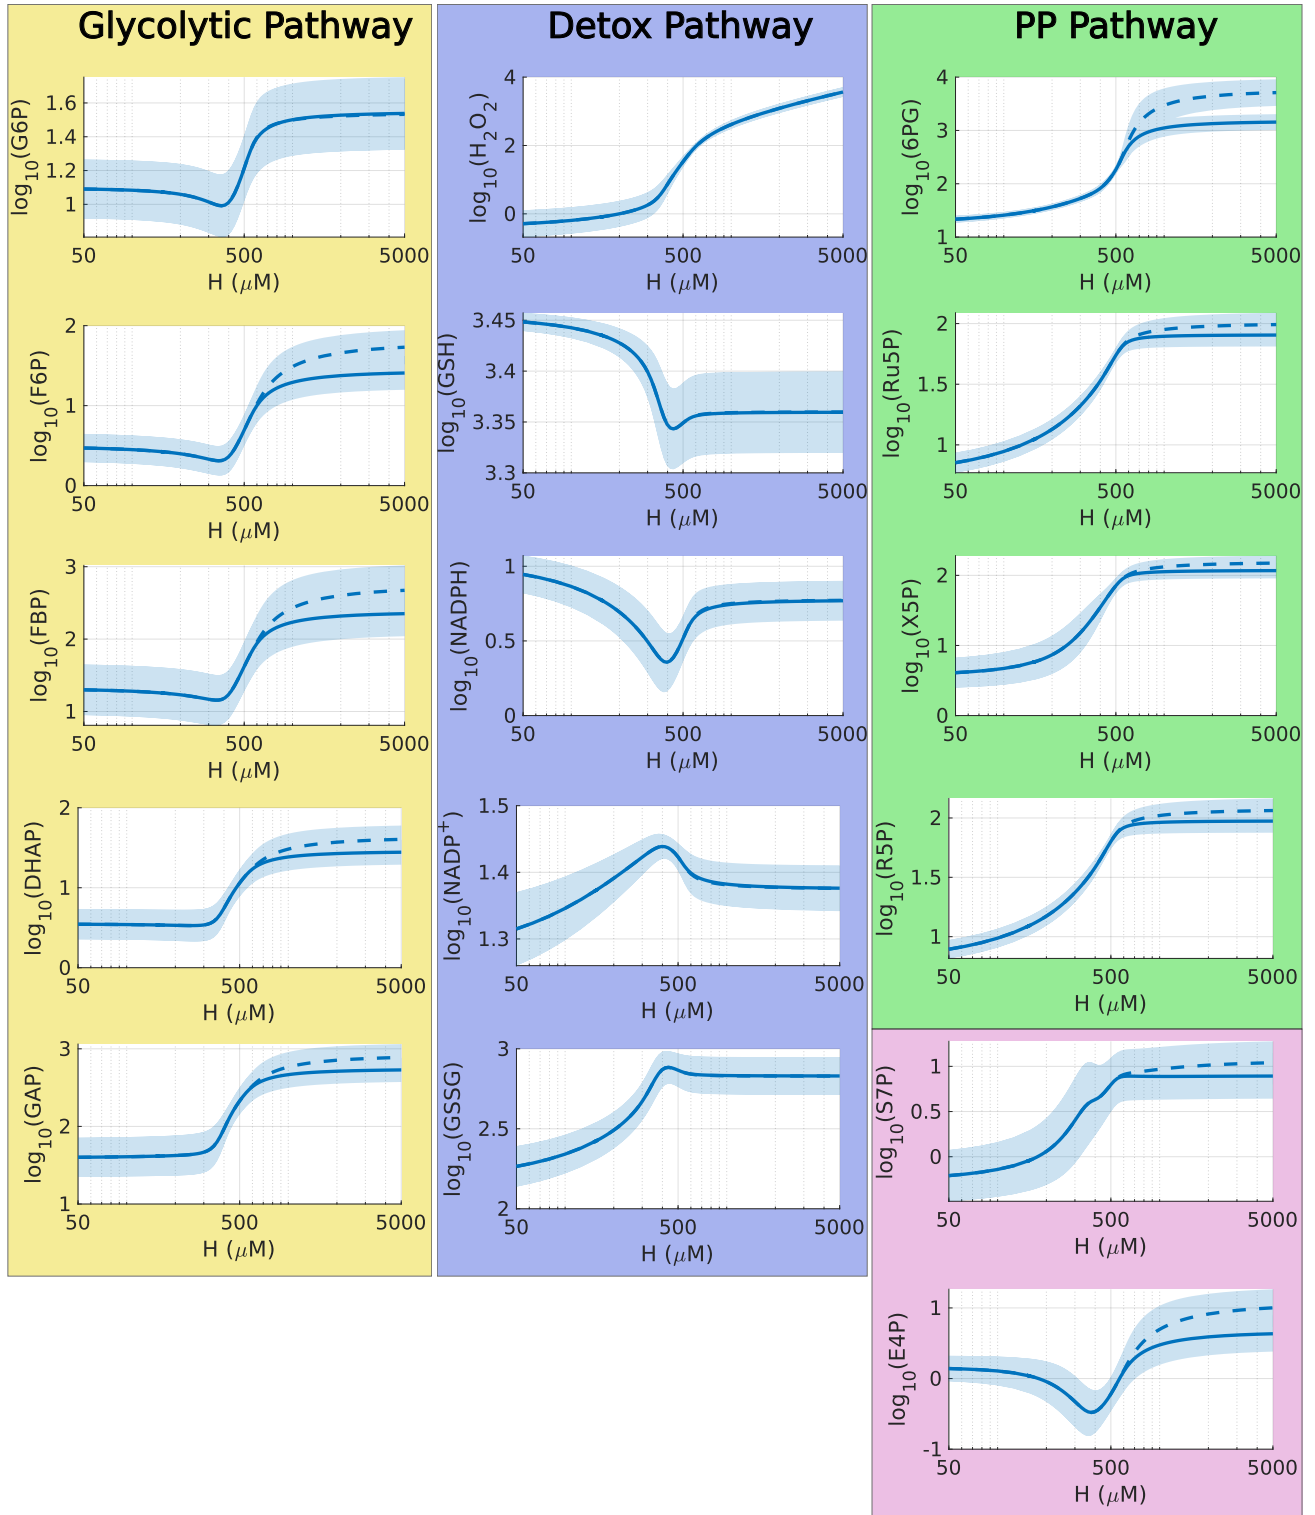 Glycolytic Pathway
log10(G6P)
1.6
1.4
1.2
1
50
500
5000
H (μM)
log10(F6P)
2
1
0
50
500
5000
H (μM)
log10(FBP)
3
2
1
50
500
5000
H (μM)
log10(DHAP)
2
1
0
50
500
5000
H (μM)
log10(GAP)
3
2
1
50
500
5000
H (μM)
Detox Pathway
log10(H2O2)
4
2
0
50
500
5000
H (μM)
log10(GSH)
3.45
3.4
3.35
3.3
50
500
5000
H (μM)
log10(NADPH)
1
0.5
0
50
500
5000
H (μM)
log10(NADP+)
1.5
1.4
1.3
50
500
5000
H (μM)
log10(GSSG)
3
2.5
2
50
500
5000
H (μM)
PP Pathway
log10(6PG)
4
3
2
1
50
500
5000
H (μM)
log10(Ru5P)
2
1.5
1
50
500
5000
H (μM)
log10(X5P)
2
1
0
50
500
5000
H (μM)
log10(R5P)
2
1.5
1
50
500
5000
H (μM)
log10(S7P)
1
0.5
0
50
500
5000
H (μM)
log10(E4P)
1
0
-1
50
500
5000
H (μM)